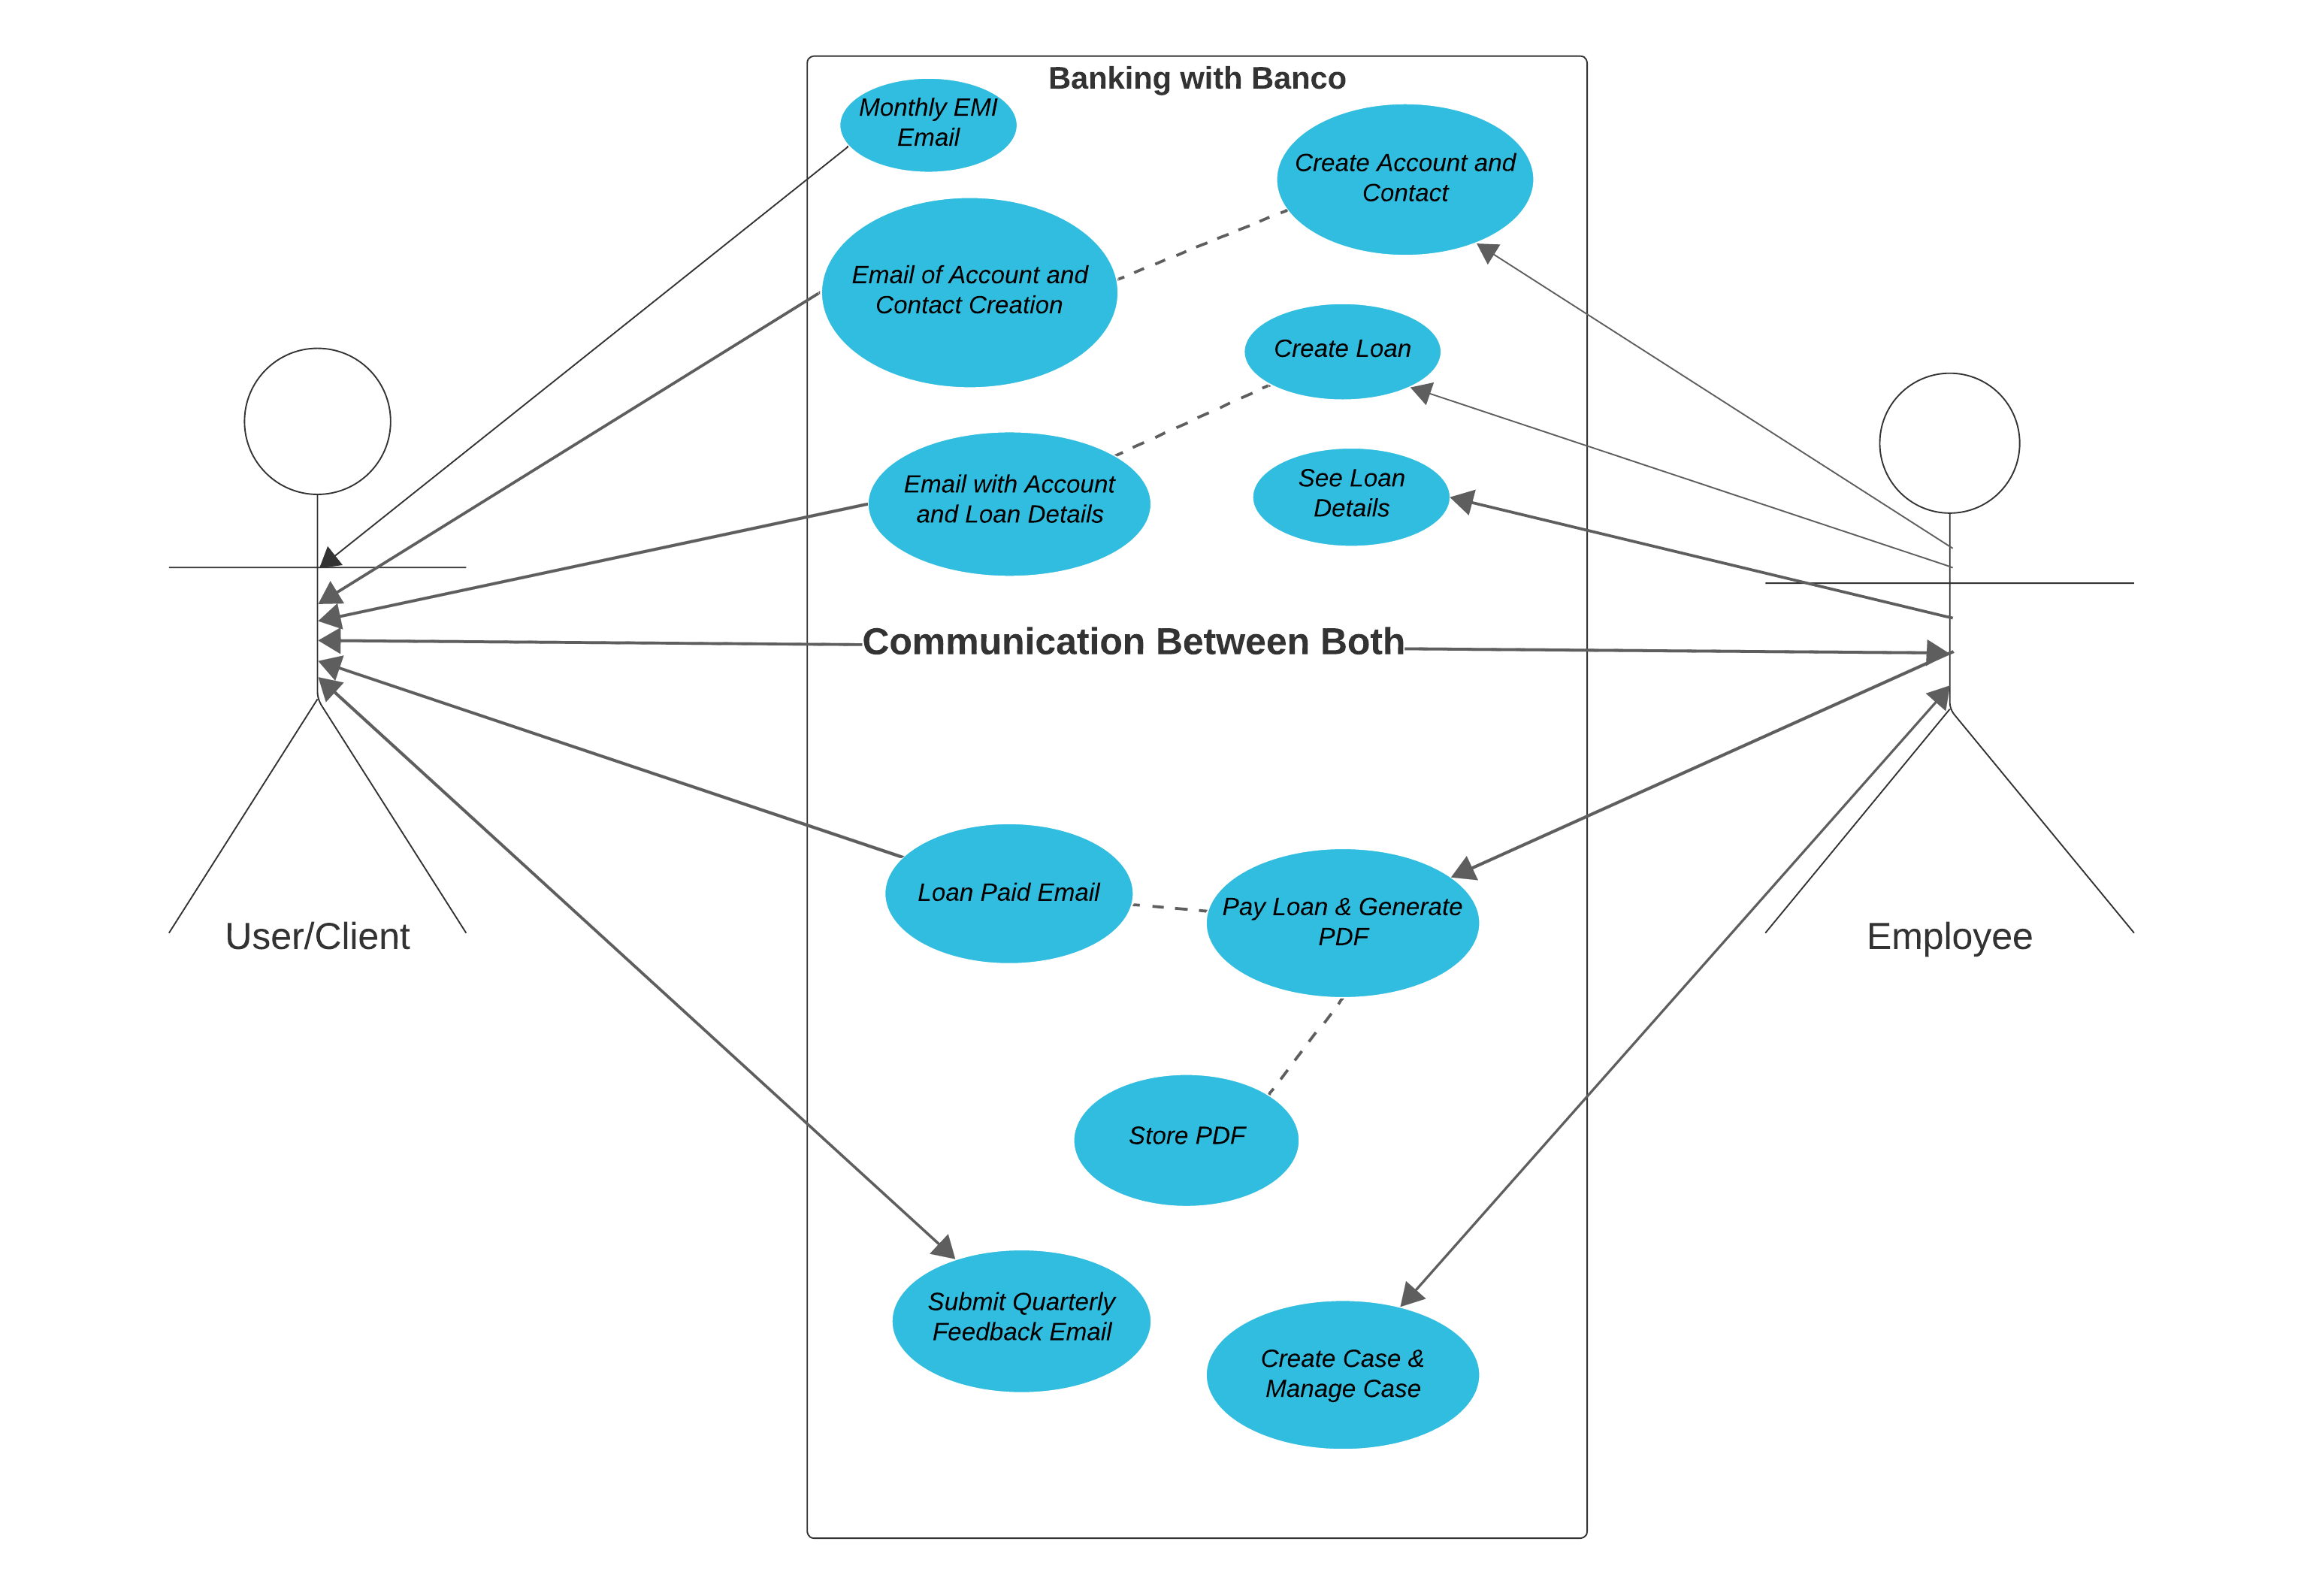 Banking with Banco
Monthly EMI
Email
Create Account and
Contact
Email of Account and
Contact Creation
Create Loan
See Loan
Details
Email with Account
and Loan Details
Communication Between Both
Loan Paid Email
Pay Loan & Generate
PDF
User/Client
Employee
Store PDF
Submit Quarterly
Feedback Email
Create Case &
Manage Case